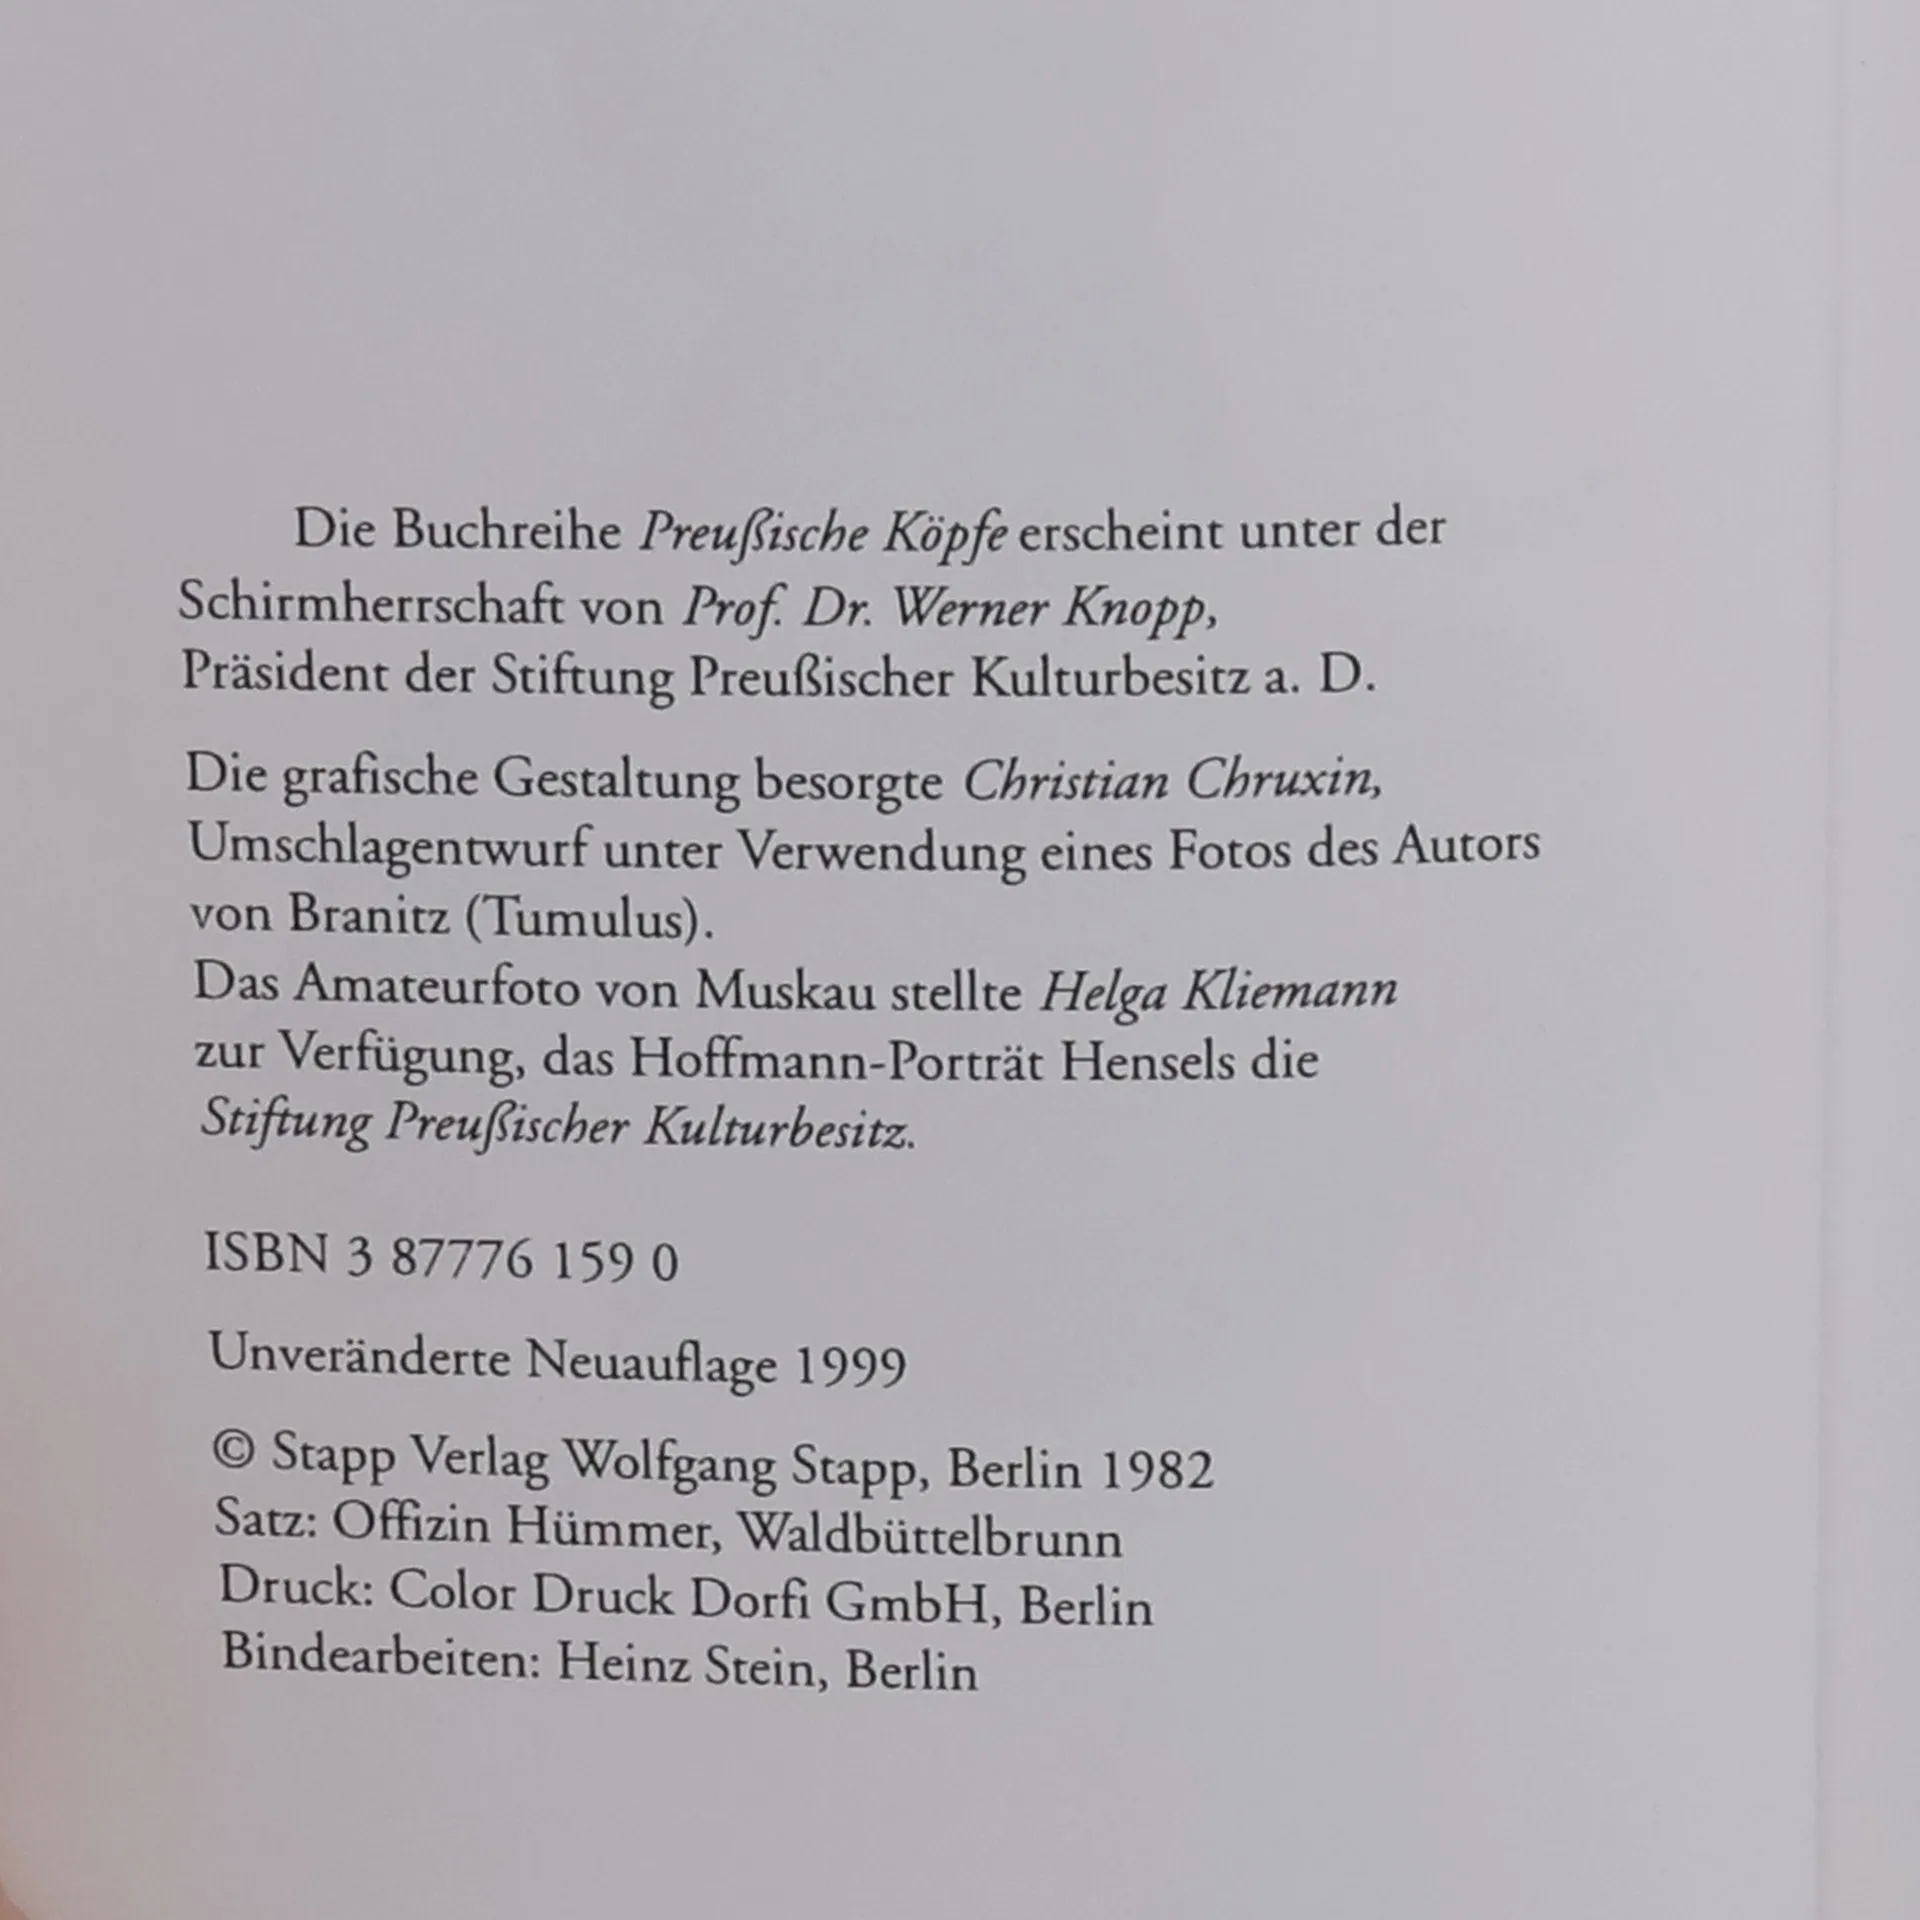 Die Buchreihe Preußische Köpfe erscheint unter der
Schirmherrschaft von Prof. Dr. Werner Knopp,
Präsident der Stiftung Preußischer Kulturbesitz a. D.
Die grafische Gestaltung besorgte Christian Chruxin,
Umschlagentwurf unter Verwendung eines Fotos des Autors
von Branitz (Tumulus).
Das Amateurfoto von Muskau stellte Helga Kliemann
zur Verfügung, das Hoffmann-Porträt Hensels die
Stiftung Preußischer Kulturbesitz.
ISBN 3 87776 159 0
Unveränderte Neuauflage 1999
© Stapp Verlag Wolfgang Stapp, Berlin 1982
Satz: Offizin Hümmer, Waldbüttelbrunn
Druck: Color Druck Dorfi GmbH, Berlin
Bindearbeiten: Heinz Stein, Berlin